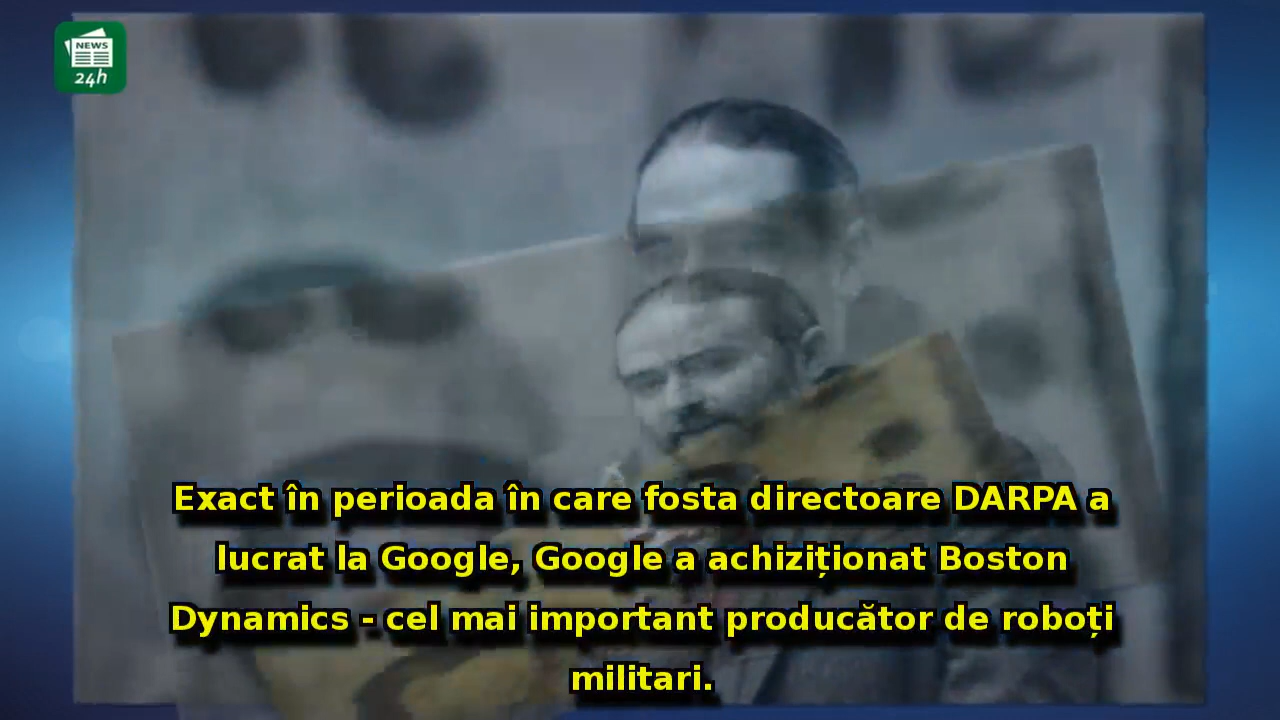 NEWS
24h
Exact în perioada în care fosta directoare DARPA a
lucrat la Google, Google a achiziționat Boston
Dynamics - cel mai important producător de roboți
militari.